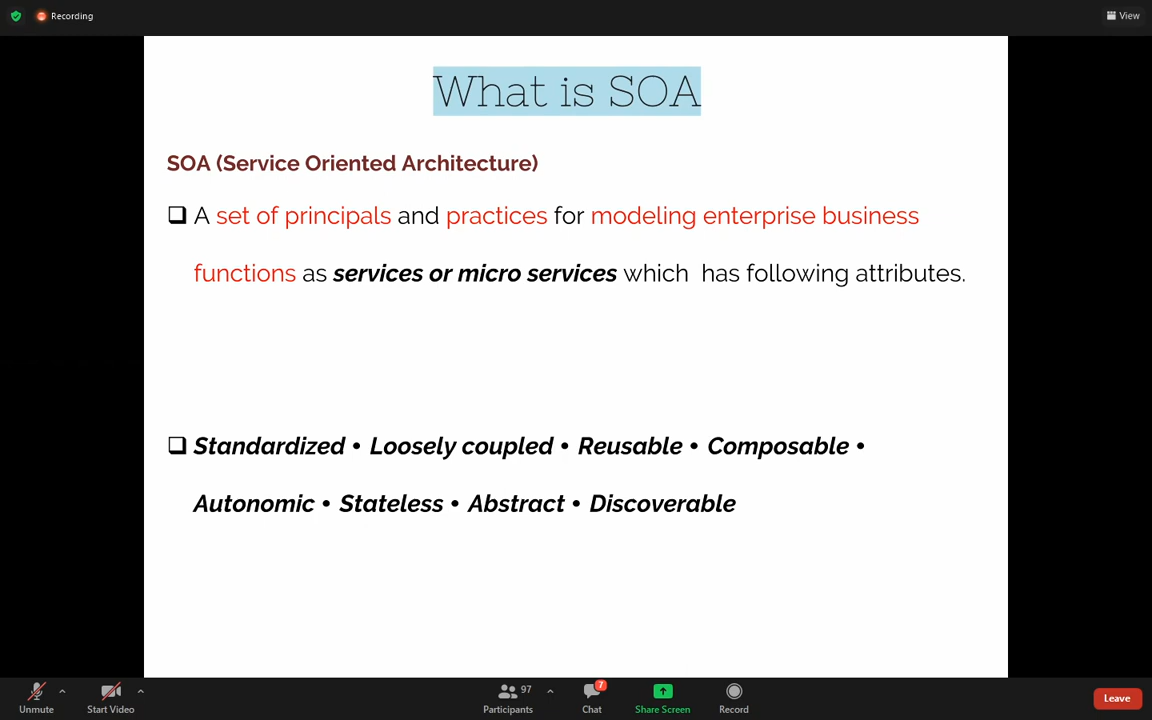 Recording
View
What is SOA
SOA (Service Oriented Architecture)
❑ A set of principals and practices for modeling enterprise business
functions as services or micro services which has following attributes.
❑ Standardized • Loosely coupled • Reusable • Composable •
Autonomic • Stateless • Abstract • Discoverable
97
7
Unmute
Start Video
Participants
Chat
Share Screen
Record
Leave